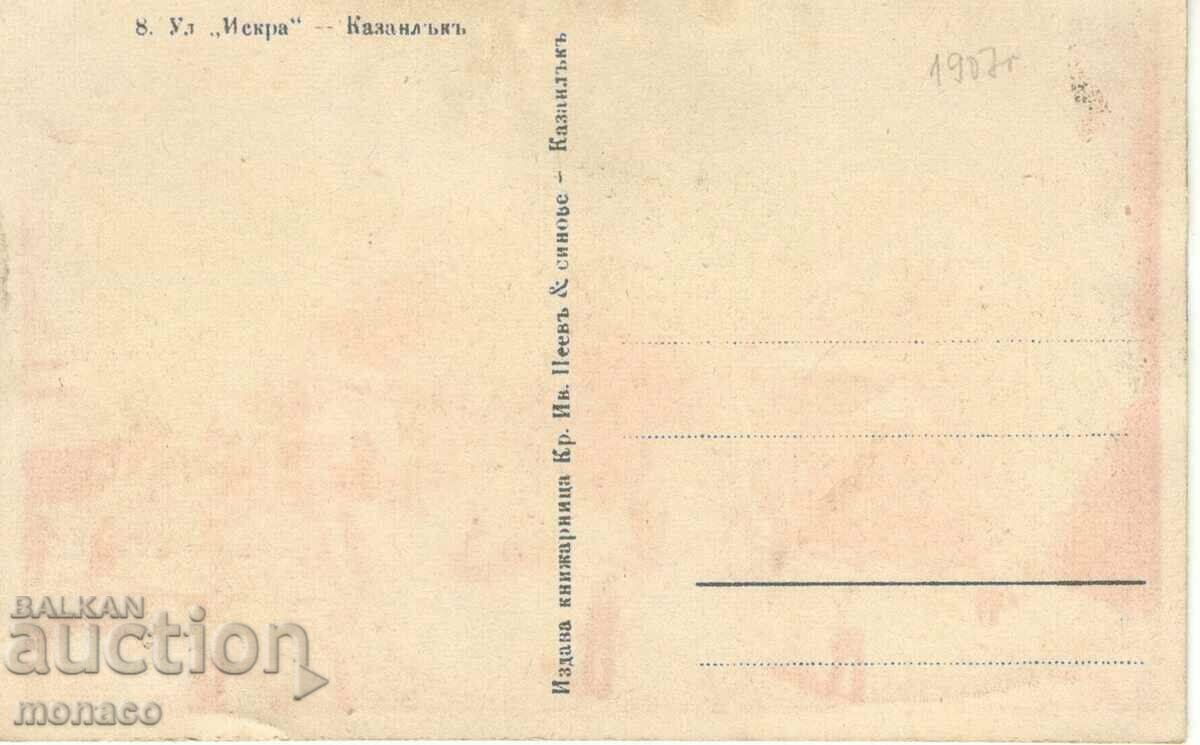 8. Ул „Искра“ — Казанлъкъ
1907г
Издава книжарница Кр. Ив. Пеевъ & синове – Казанлъкъ
BALKAN
auction
monaco